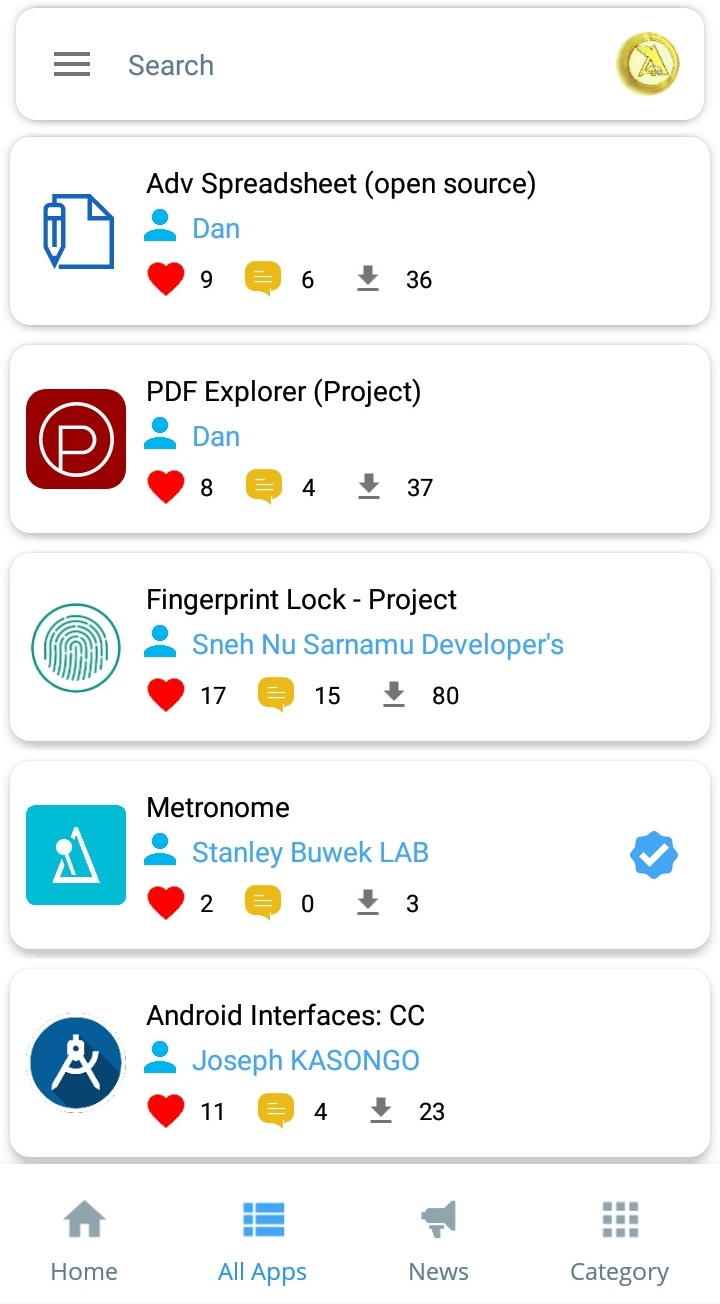 Search
Adv Spreadsheet (open source)
Dan
9 6 36
PDF Explorer (Project)
Dan
8 4 37
Fingerprint Lock - Project
Sneh Nu Sarnamu Developer's
17 15 80
Metronome
Stanley Buwek LAB
2 0 3
Android Interfaces: CC
Joseph KASONGO
11 4 23
Home All Apps News Category